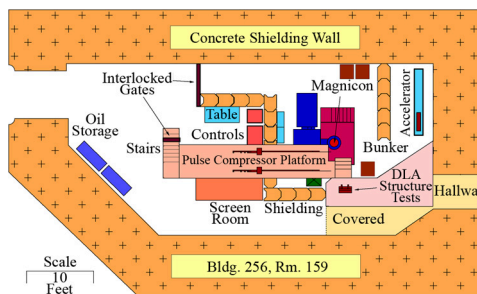 Concrete Shielding Wall
Interlocked
Gates
Magnicon
Oil
Storage
Table
Controls
Stairs
Accelerator
Bunker
Pulse Compressor Platform
DLA
Structure
Tests
Hallwa
Screen
Room
Shielding
Covered
Scale
10
Feet
Bldg. 256, Rm. 159